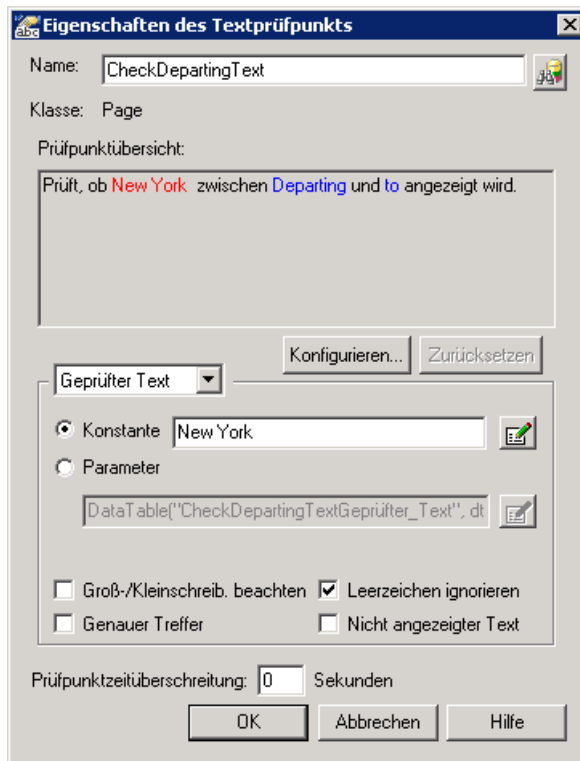 Eigenschaften des Textprüfpunkts
Name: CheckDepartingText
Klasse: Page
Prüfpunktübersicht:
Prüft, ob New York zwischen Departing und to angezeigt wird.
Konfigurieren... Zurücksetzen
Geprüfter Text
Konstante New York
Parameter
DataTable("CheckDepartingTextGeprüfter_Text", dt
Groß-/Kleinschreib. beachten Leerzeichen ignorieren
Genauer Treffer Nicht angezeigter Text
Prüfpunktzeitüberschreitung: 0 Sekunden
OK Abbrechen Hilfe